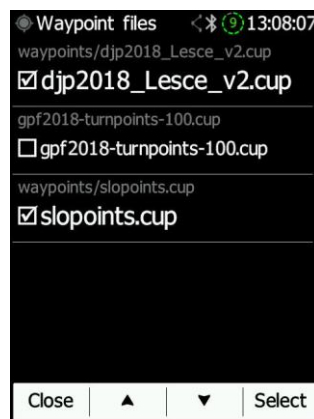 Waypoint files 9 13:08:07
waypoints/djp2018_Lesce_v2.cup
djp2018_Lesce_v2.cup
gpf2018-turnpoints-100.cup
gpf2018-turnpoints-100.cup
waypoints/slopoints.cup
slopoints.cup
Close Select